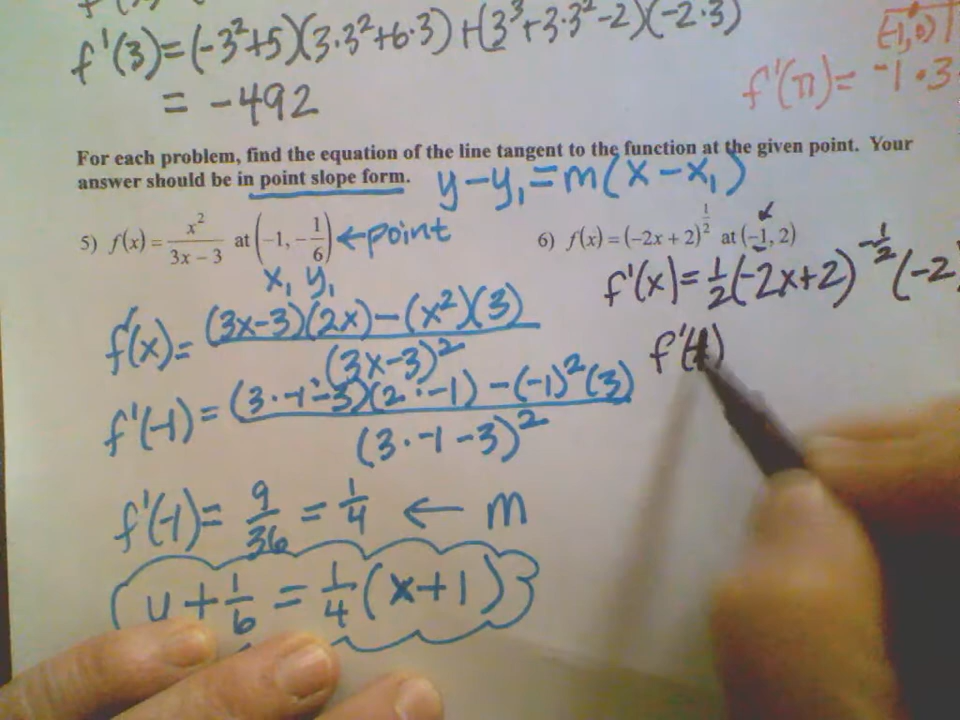 f'(3)=(-3²+5)(3·3²+6·3)+(3³+3·3²-2)(-2·3)
= -492
(-1,0)
f'(π)= -1·3
For each problem, find the equation of the line tangent to the function at the given point. Your
answer should be in point slope form. y-y₁=m(x-x₁)
5) f(x) = x²/(3x – 3) at (−1, −1/6) ←point
x₁ y₁
f'(x)= ((3x-3)(2x)-(x²)(3))/(3x-3)²
f'(-1)= ((3·-1-3)(2·-1)-(-1)²(3))/(3·-1-3)²
f'(-1)= 9/36 = 1/4 ← m
y+1/6 = 1/4(x+1)
6) f(x) = (−2x + 2)^(1/2) at (−1, 2)
f'(x)=1/2(-2x+2)^(-1/2)(-2
f'(-1)